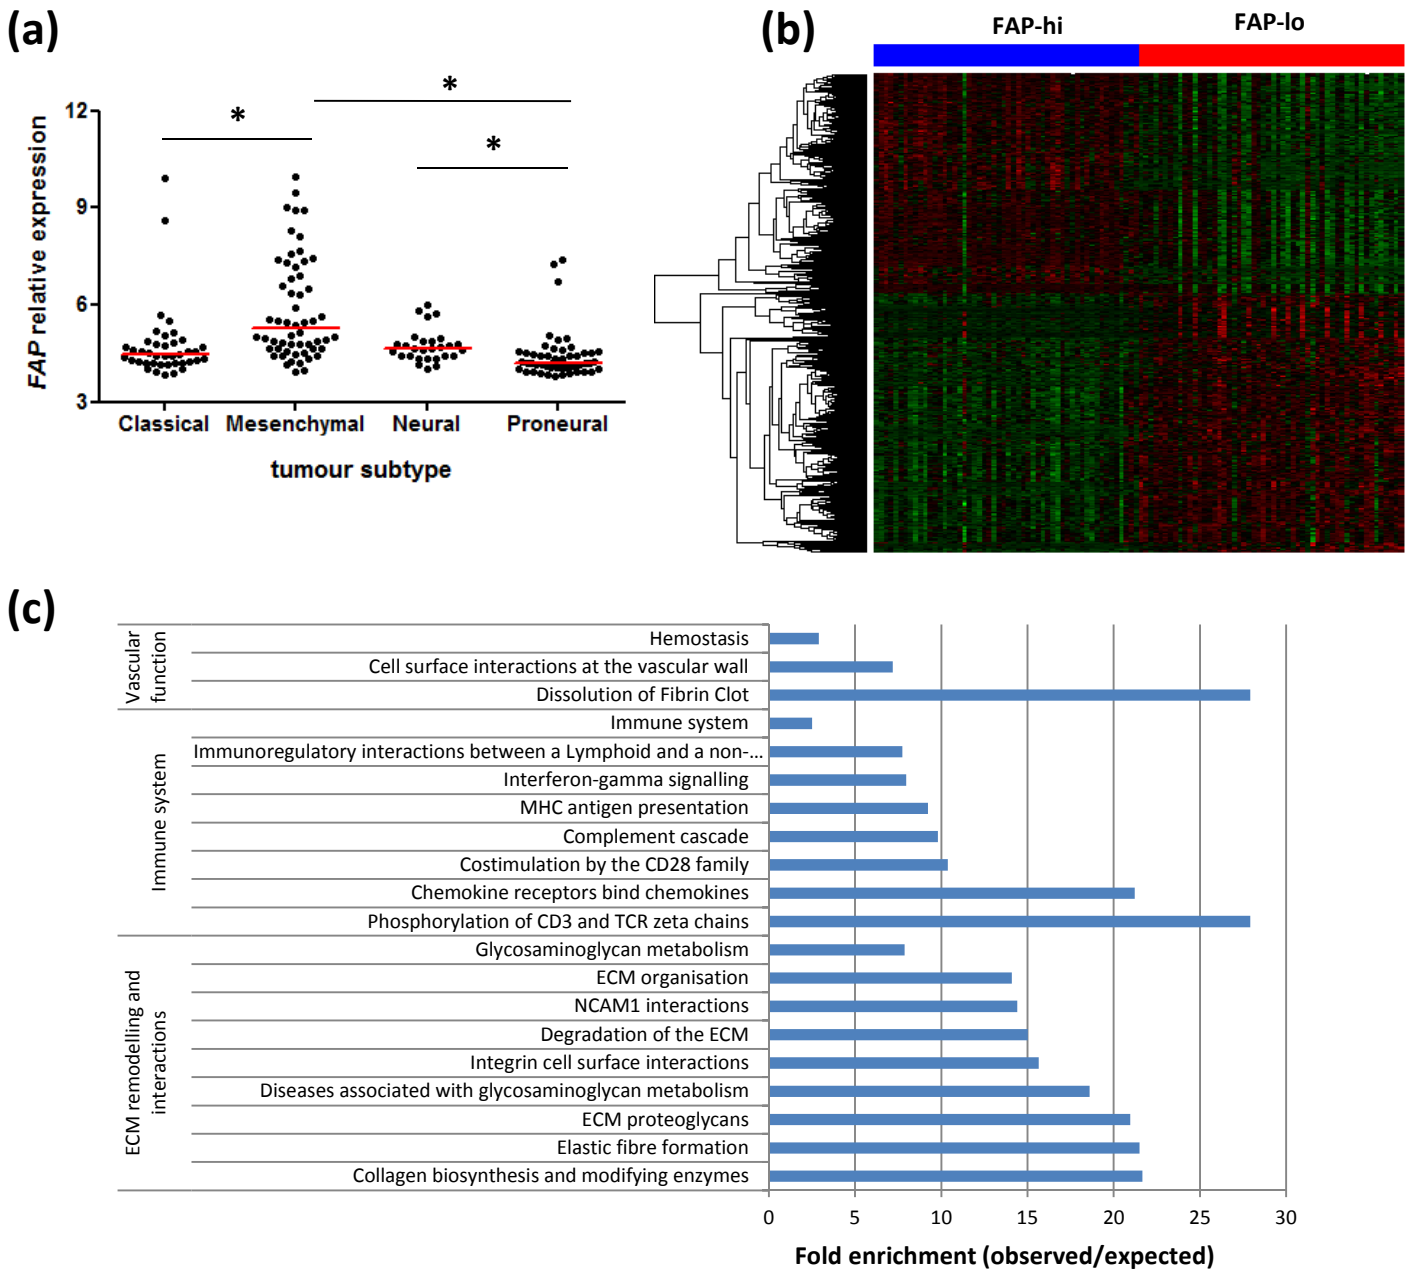 (a)
*
*
*
12
9
6
3
FAP relative expression
Classical Mesenchymal Neural Proneural
tumour subtype
(b)
FAP-hi FAP-lo
(c)
Vascular
function
Hemostasis
Cell surface interactions at the vascular wall
Dissolution of Fibrin Clot
Immune system
Immune system
Immunoregulatory interactions between a Lymphoid and a non-...
Interferon-gamma signalling
MHC antigen presentation
Complement cascade
Costimulation by the CD28 family
Chemokine receptors bind chemokines
Phosphorylation of CD3 and TCR zeta chains
ECM remodelling and
interactions
Glycosaminoglycan metabolism
ECM organisation
NCAM1 interactions
Degradation of the ECM
Integrin cell surface interactions
Diseases associated with glycosaminoglycan metabolism
ECM proteoglycans
Elastic fibre formation
Collagen biosynthesis and modifying enzymes
0 5 10 15 20 25 30
Fold enrichment (observed/expected)